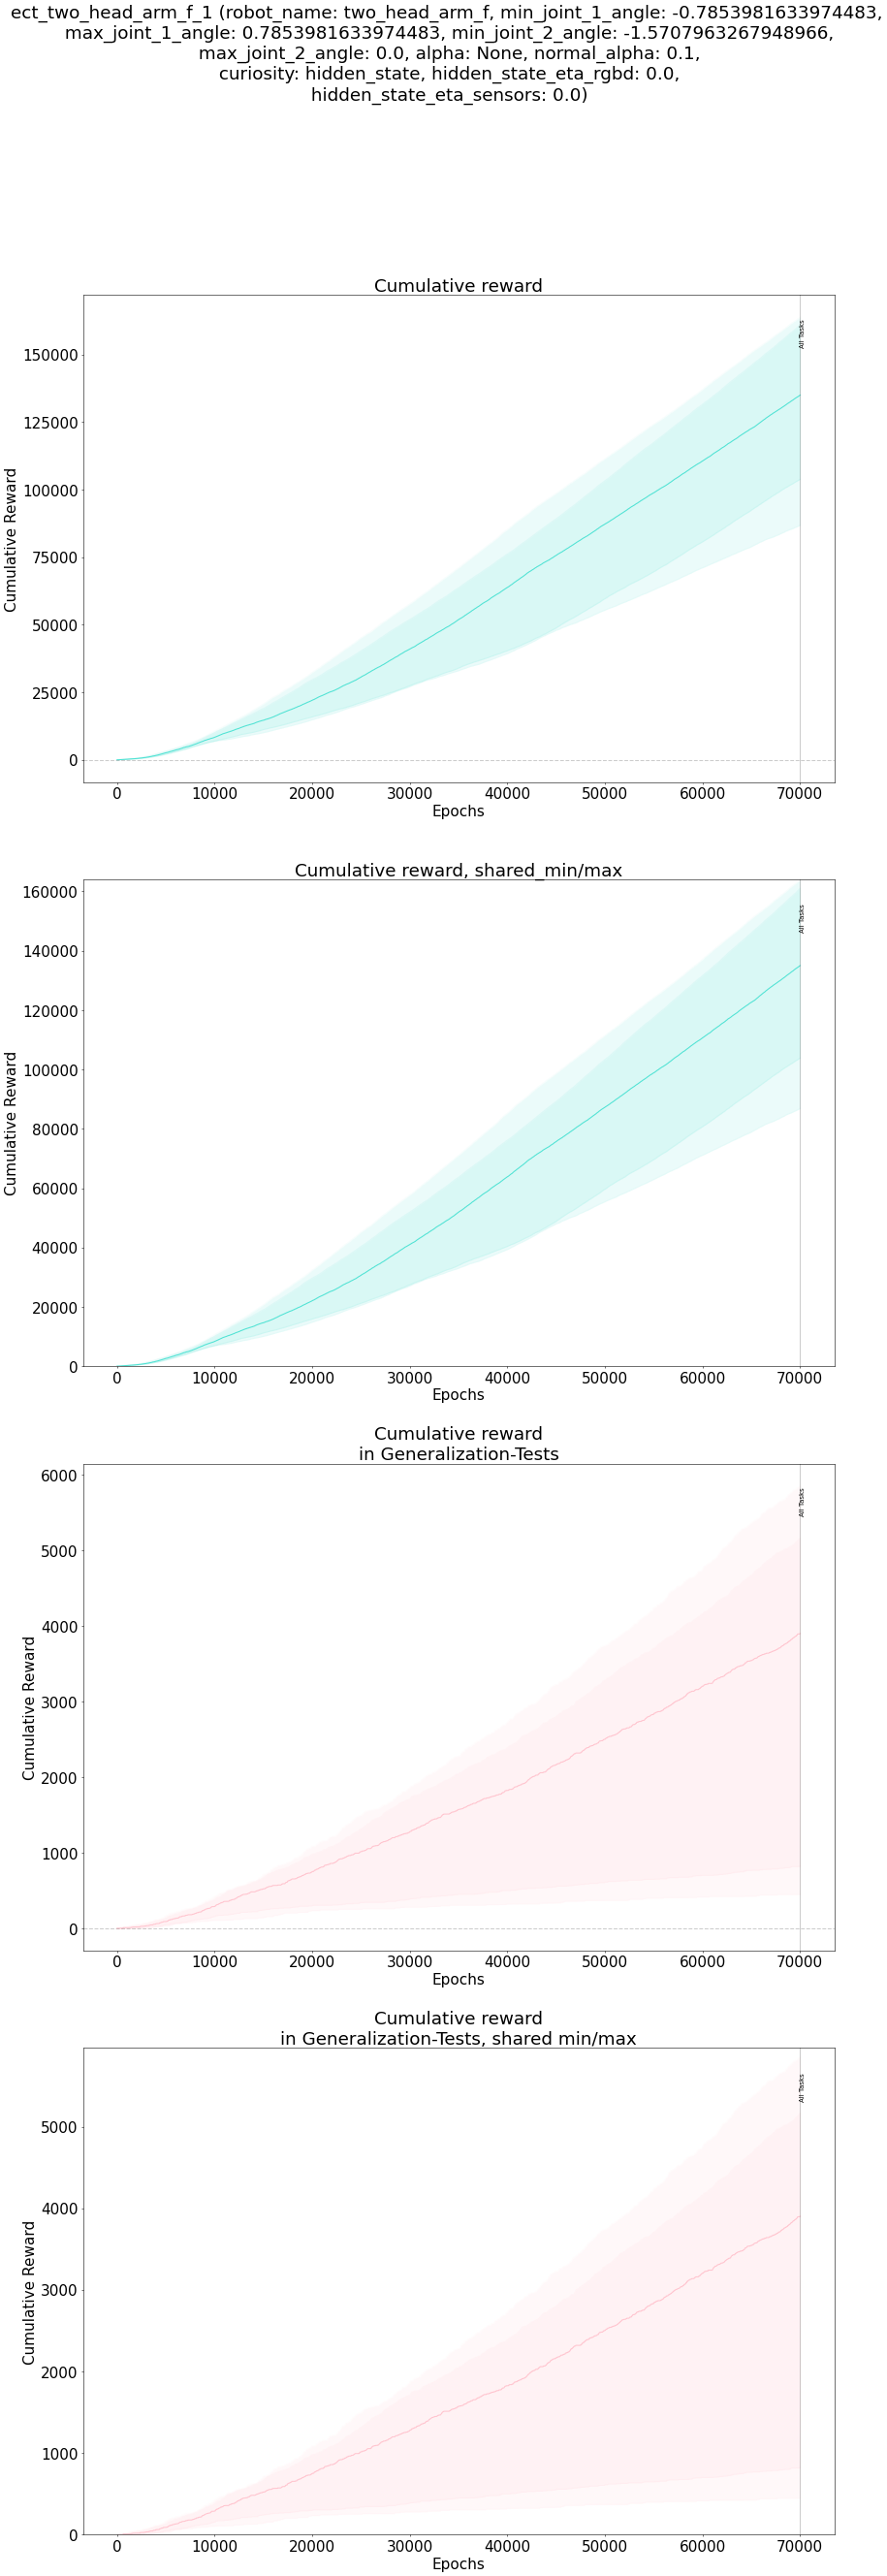 ect_two_head_arm_f_1 (robot_name: two_head_arm_f, min_joint_1_angle: -0.7853981633974483,
max_joint_1_angle: 0.7853981633974483, min_joint_2_angle: -1.5707963267948966,
max_joint_2_angle: 0.0, alpha: None, normal_alpha: 0.1,
curiosity: hidden_state, hidden_state_eta_rgbd: 0.0,
hidden_state_eta_sensors: 0.0)
Cumulative reward
All Tasks
150000
125000
100000
75000
50000
25000
0
Cumulative Reward
0 10000 20000 30000 40000 50000 60000 70000
Epochs
Cumulative reward, shared_min/max
All Tasks
160000
140000
120000
100000
80000
60000
40000
20000
0
Cumulative Reward
0 10000 20000 30000 40000 50000 60000 70000
Epochs
Cumulative reward
in Generalization-Tests
All Tasks
6000
5000
4000
3000
2000
1000
0
Cumulative Reward
0 10000 20000 30000 40000 50000 60000 70000
Epochs
Cumulative reward
in Generalization-Tests, shared min/max
All Tasks
5000
4000
3000
2000
1000
0
Cumulative Reward
0 10000 20000 30000 40000 50000 60000 70000
Epochs